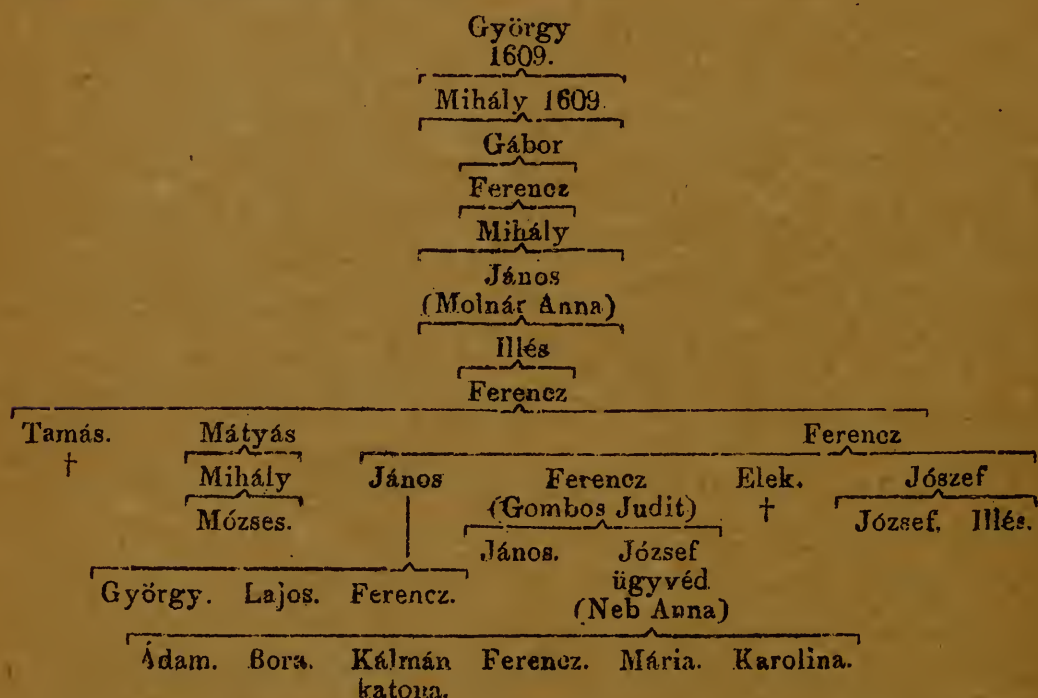 György
1609.
Mihály 1609.
Gábor
Ferencz
Mihály
János
(Molnár Anna)
Illés
Ferencz
Tamás. Mátyás Ferencz
† Mihály János Ferencz Elek. Jószef
Mózses. (Gombos Judit) † József. Illés.
János. József
György. Lajos. Ferencz. ügyvéd.
(Neb Anna)
Ádam. Bora. Kálmán Ferencz. Mária. Karolina.
katona.